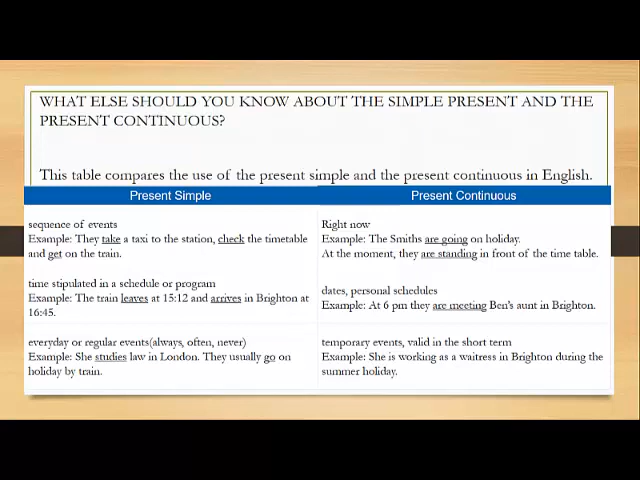 WHAT ELSE SHOULD YOU KNOW ABOUT THE SIMPLE PRESENT AND THE
PRESENT CONTINUOUS?
This table compares the use of the present simple and the present continuous in English.
Present Simple
Present Continuous
sequence of events
Example: They take a taxi to the station, check the timetable
and get on the train.
Right now
Example: The Smiths are going on holiday.
At the moment, they are standing in front of the time table.
time stipulated in a schedule or program
Example: The train leaves at 15:12 and arrives in Brighton at
16:45.
dates, personal schedules
Example: At 6 pm they are meeting Ben's aunt in Brighton.
everyday or regular events(always, often, never)
Example: She studies law in London. They usually go on
holiday by train.
temporary events, valid in the short term
Example: She is working as a waitress in Brighton during the
summer holiday.